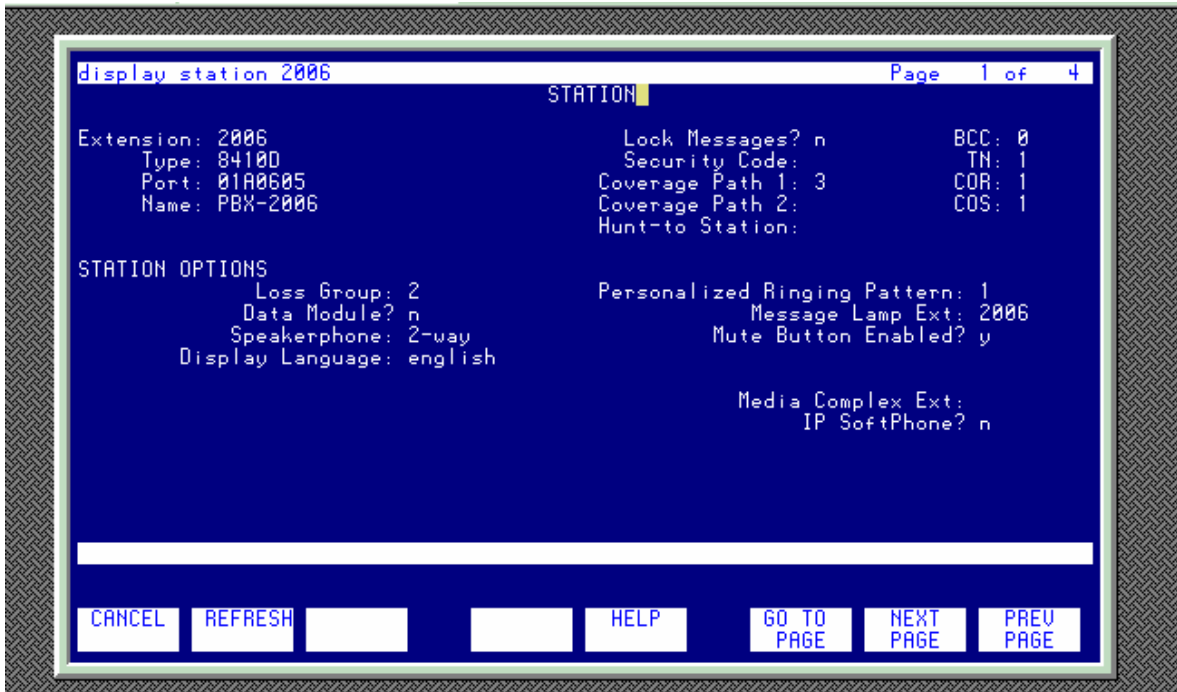 display station 2006 Page 1 of 4
STATION
Extension: 2006 Lock Messages? n BCC: 0
Type: 8410D Security Code: TN: 1
Port: 01A0605 Coverage Path 1: 3 COR: 1
Name: PBX-2006 Coverage Path 2: COS: 1
Hunt-to Station:
STATION OPTIONS
Loss Group: 2 Personalized Ringing Pattern: 1
Data Module? n Message Lamp Ext: 2006
Speakerphone: 2-way Mute Button Enabled? y
Display Language: english
Media Complex Ext:
IP SoftPhone? n
CANCEL REFRESH HELP GO TO PAGE NEXT PAGE PREV PAGE